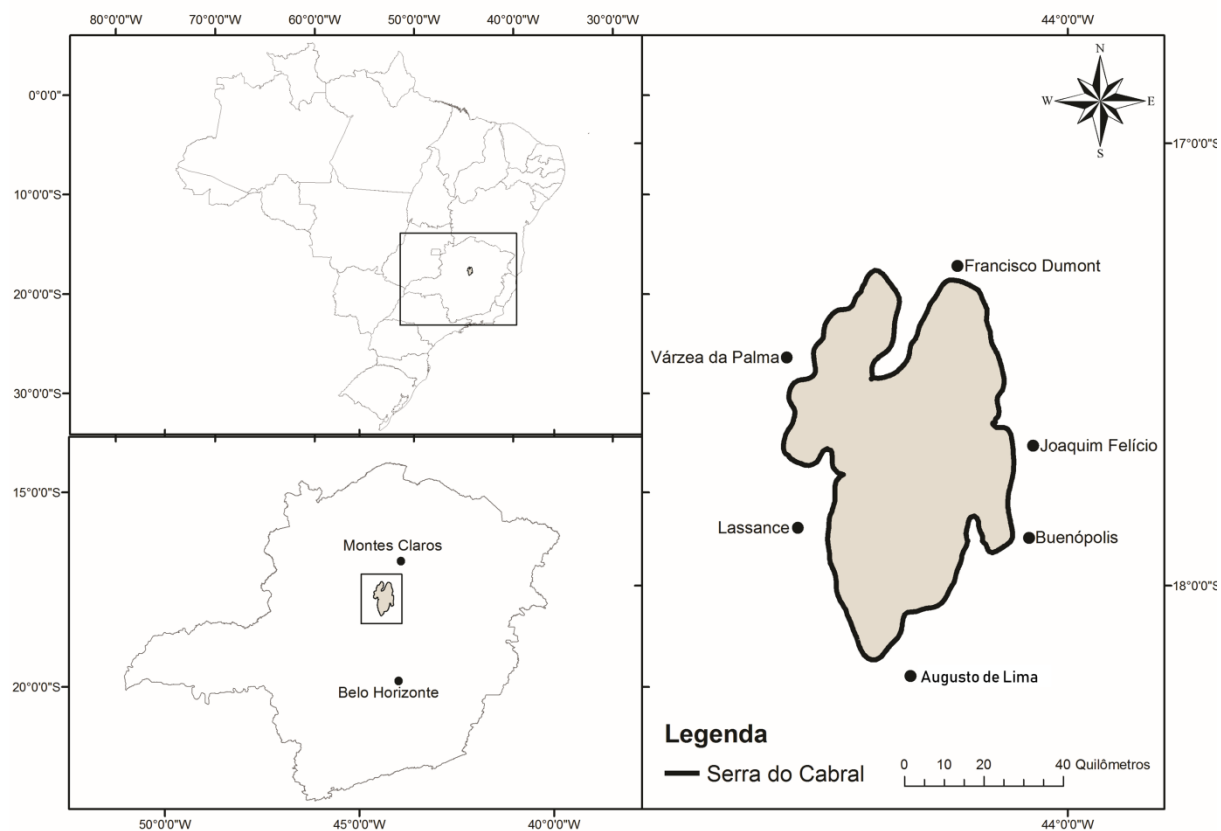 80°0'0"W 70°0'0"W 60°0'0"W 50°0'0"W 40°0'0"W 30°0'0"W
44°0'0"W
0°0'0"
10°0'0"S
20°0'0"S
30°0'0"S
15°0'0"S
Montes Claros
Belo Horizonte
20°0'0"S
50°0'0"W 45°0'0"W 40°0'0"W
N
W E
S
17°0'0"S
Francisco Dumont
Várzea da Palma
Joaquim Felício
Lassance
Buenópolis
18°0'0"S
Augusto de Lima
Legenda
Serra do Cabral
0 10 20 40 Quilômetros
44°0'0"W